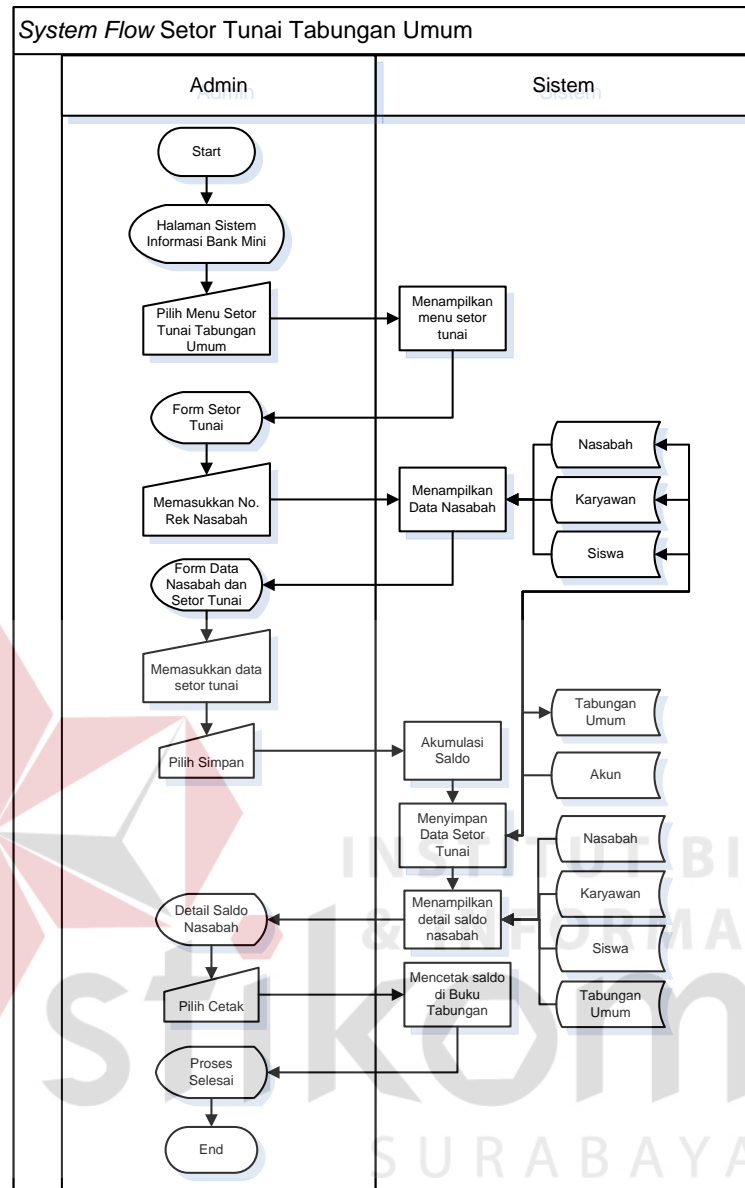 System Flow Setor Tunai Tabungan Umum
Admin
Sistem
Start
Halaman Sistem
Informasi Bank Mini
Pilih Menu Setor
Tunai Tabungan
Umum
Menampilkan
menu setor
tunai
Form Setor
Tunai
Nasabah
Memasukkan No.
Rek Nasabah
Menampilkan
Data Nasabah
Karyawan
Siswa
Form Data
Nasabah dan
Setor Tunai
Memasukkan data
setor tunai
Tabungan
Umum
Pilih Simpan
Akumulasi
Saldo
Akun
Menyimpan
Data Setor
Tunai
Nasabah
Detail Saldo
Nasabah
Menampilkan
detail saldo
nasabah
Karyawan
Siswa
Pilih Cetak
Mencetak saldo
di Buku
Tabungan
Tabungan
Umum
Proses
Selesai
End
INSTITUT BI
& INFORMA
stikom
SURABAYA